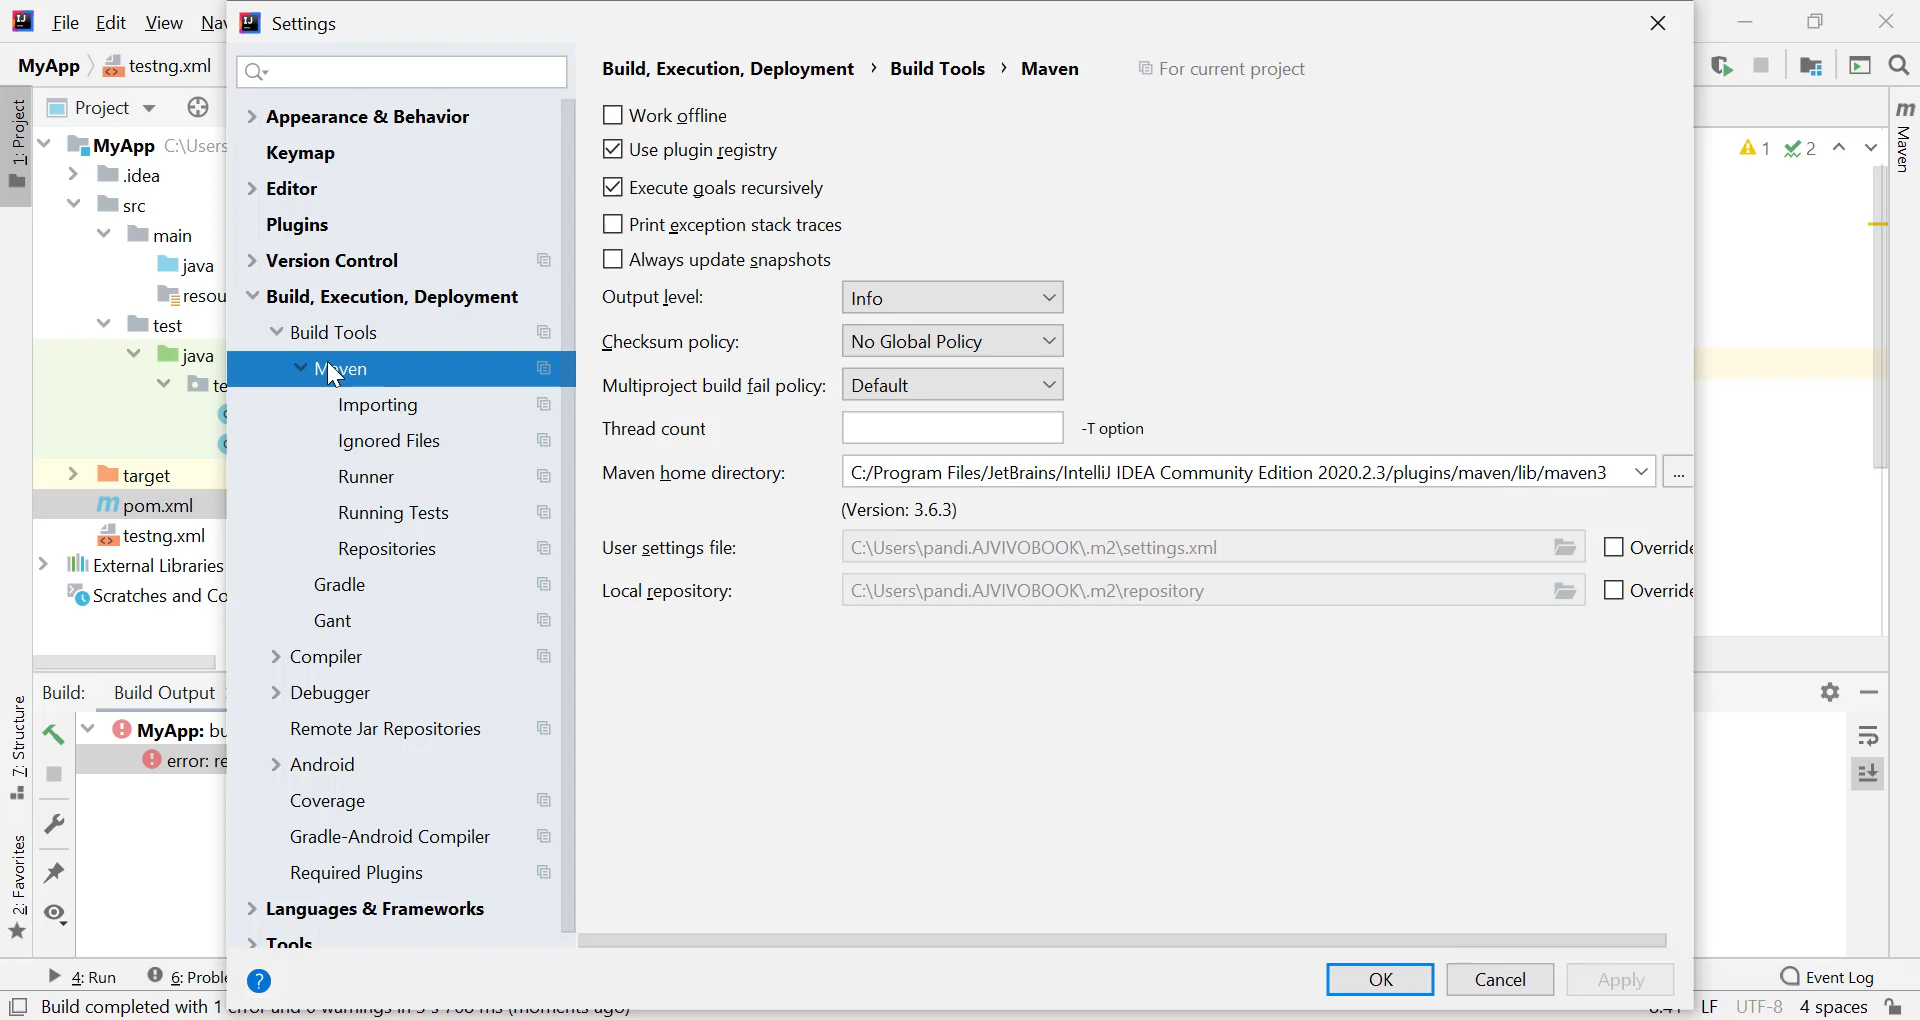 File Edit View
MyApp testng.xml
Project
1: Project
MyApp C:\Users
.idea
src
main
java
test
java
target
pom.xml
testng.xml
External Libraries
Scratches and
Build: Build Output
MyApp:
error:
7: Structure
2: Favorites
4: Run
Build completed with 1
Settings
Appearance & Behavior
Keymap
Editor
Plugins
Version Control
Build, Execution, Deployment
Build Tools
Maven
Importing
Ignored Files
Runner
Running Tests
Repositories
Gradle
Gant
Compiler
Debugger
Remote Jar Repositories
Android
Coverage
Gradle-Android Compiler
Required Plugins
Languages & Frameworks
Tools
Build, Execution, Deployment › Build Tools › Maven For current project
Work offline
Use plugin registry
Execute goals recursively
Print exception stack traces
Always update snapshots
Output level: Info
Checksum policy: No Global Policy
Multiproject build fail policy: Default
Thread count -T option
Maven home directory: C:/Program Files/JetBrains/IntelliJ IDEA Community Edition 2020.2.3/plugins/maven/lib/maven3 ...
(Version: 3.6.3)
User settings file: C:\Users\pandi.AJVIVOBOOK\.m2\settings.xml Override
Local repository: C:\Users\pandi.AJVIVOBOOK\.m2\repository Override
? OK Cancel Apply
1 2
Maven
Event Log
LF UTF-8 4 spaces